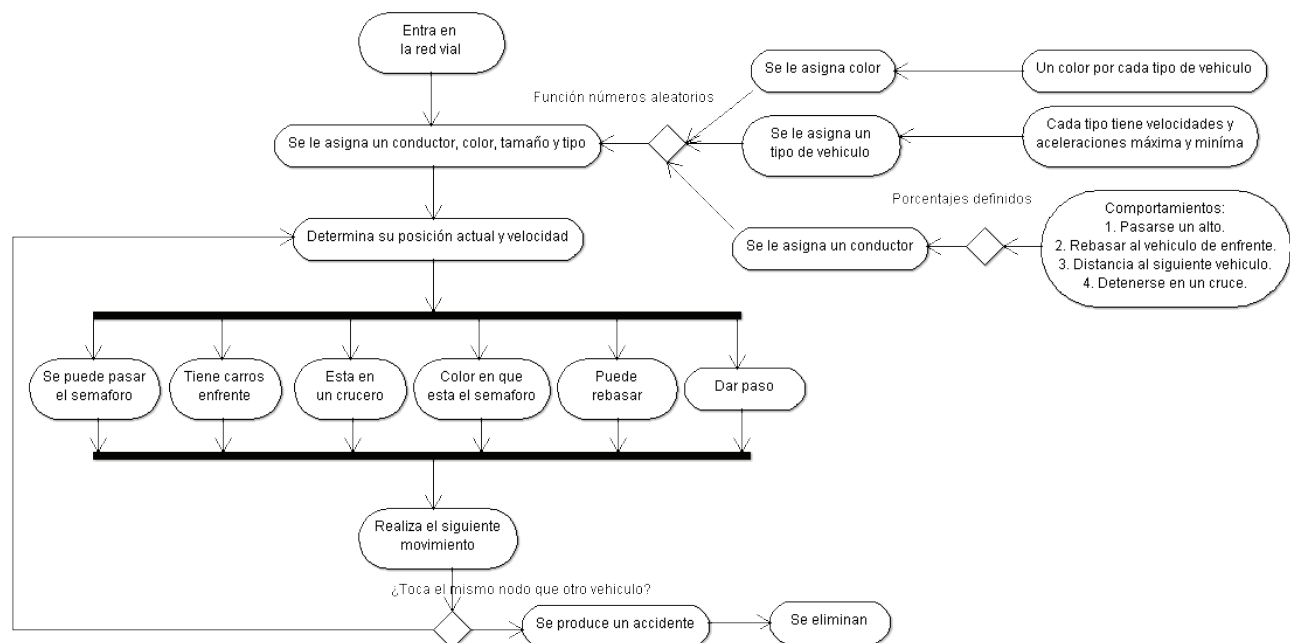 Entra en
la red vial
Se le asigna color
Un color por cada tipo de vehiculo
Función números aleatorios
Se le asigna un conductor, color, tamaño y tipo
Se le asigna un
tipo de vehiculo
Cada tipo tiene velocidades y
aceleraciones máxima y miníma
Porcentajes definidos
Comportamientos:
1. Pasarse un alto.
2. Rebasar al vehiculo de enfrente.
3. Distancia al siguiente vehiculo.
4. Detenerse en un cruce.
Se le asigna un conductor
Determina su posición actual y velocidad
Se puede pasar
el semaforo
Tiene carros
enfrente
Esta en
un crucero
Color en que
esta el semaforo
Puede
rebasar
Dar paso
Realiza el siguiente
movimiento
¿Toca el mismo nodo que otro vehiculo?
Se produce un accidente
Se eliminan